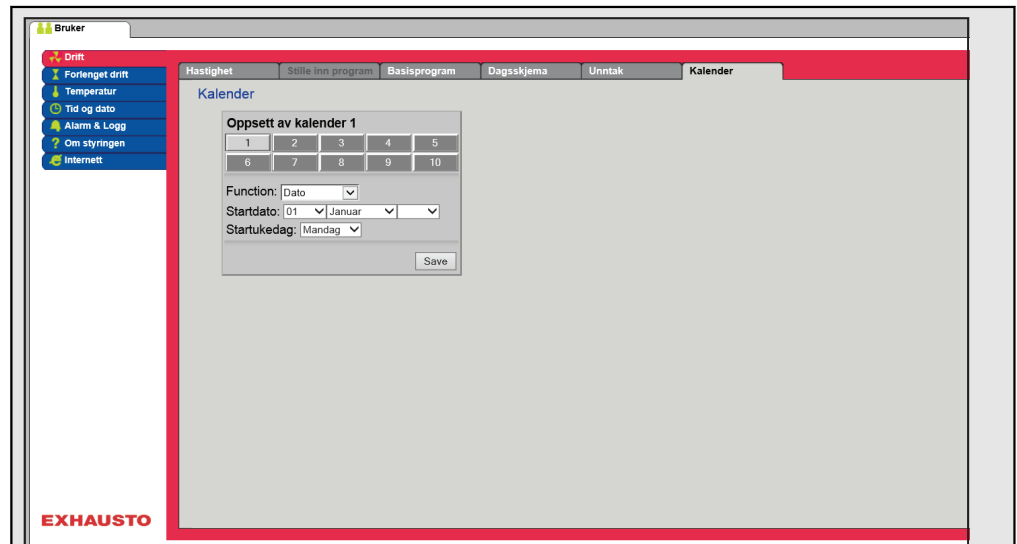 Bruker
Drift
Forlenget drift
Temperatur
Tid og dato
Alarm & Logg
Om styringen
Internett
Hastighet Stille inn program Basisprogram Dagsskjema Unntak Kalender
Kalender
Oppsett av kalender 1
1 2 3 4 5
6 7 8 9 10
Function: Dato
Startdato: 01 Januar
Startukedag: Mandag
Save
EXHAUSTO